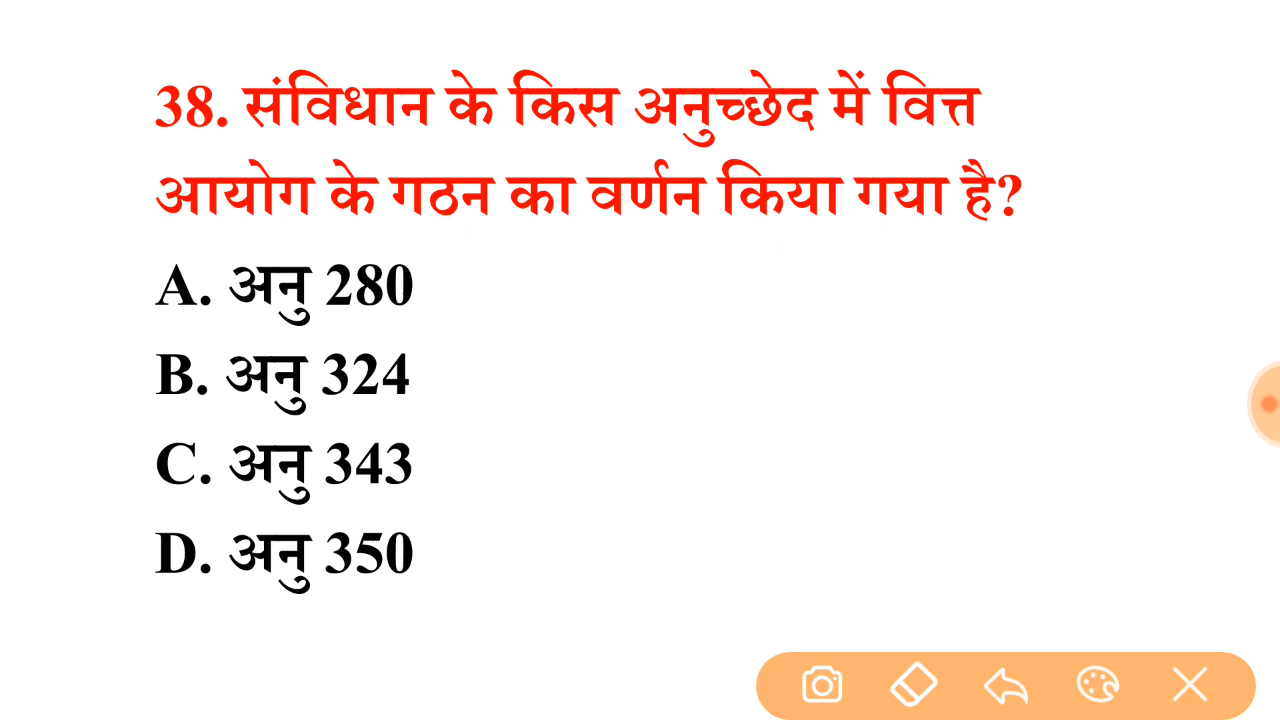 38. संविधान के किस अनुच्छेद में वित्त
आयोग के गठन का वर्णन किया गया है?
A. अनु 280
B. अनु 324
C. अनु 343
D. अनु 350